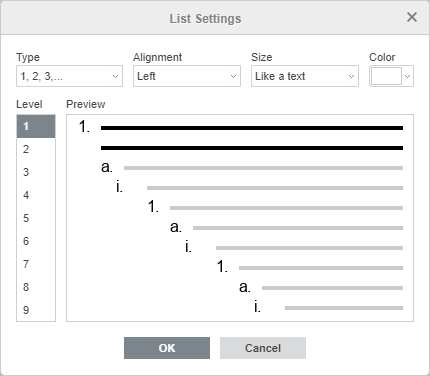 List Settings ×
Type Alignment Size Color
1, 2, 3,... Left Like a text
Level Preview
1 1.
2
3 a.
4 i.
5 1.
6 a.
7 i.
8 1.
9 a.
i.
OK Cancel